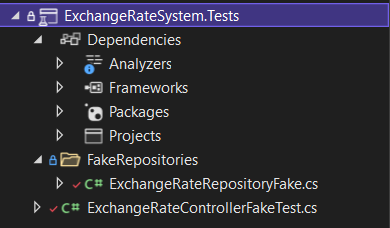 ExchangeRateSystem.Tests
Dependencies
Analyzers
Frameworks
Packages
Projects
FakeRepositories
C# ExchangeRateRepositoryFake.cs
C# ExchangeRateControllerFakeTest.cs